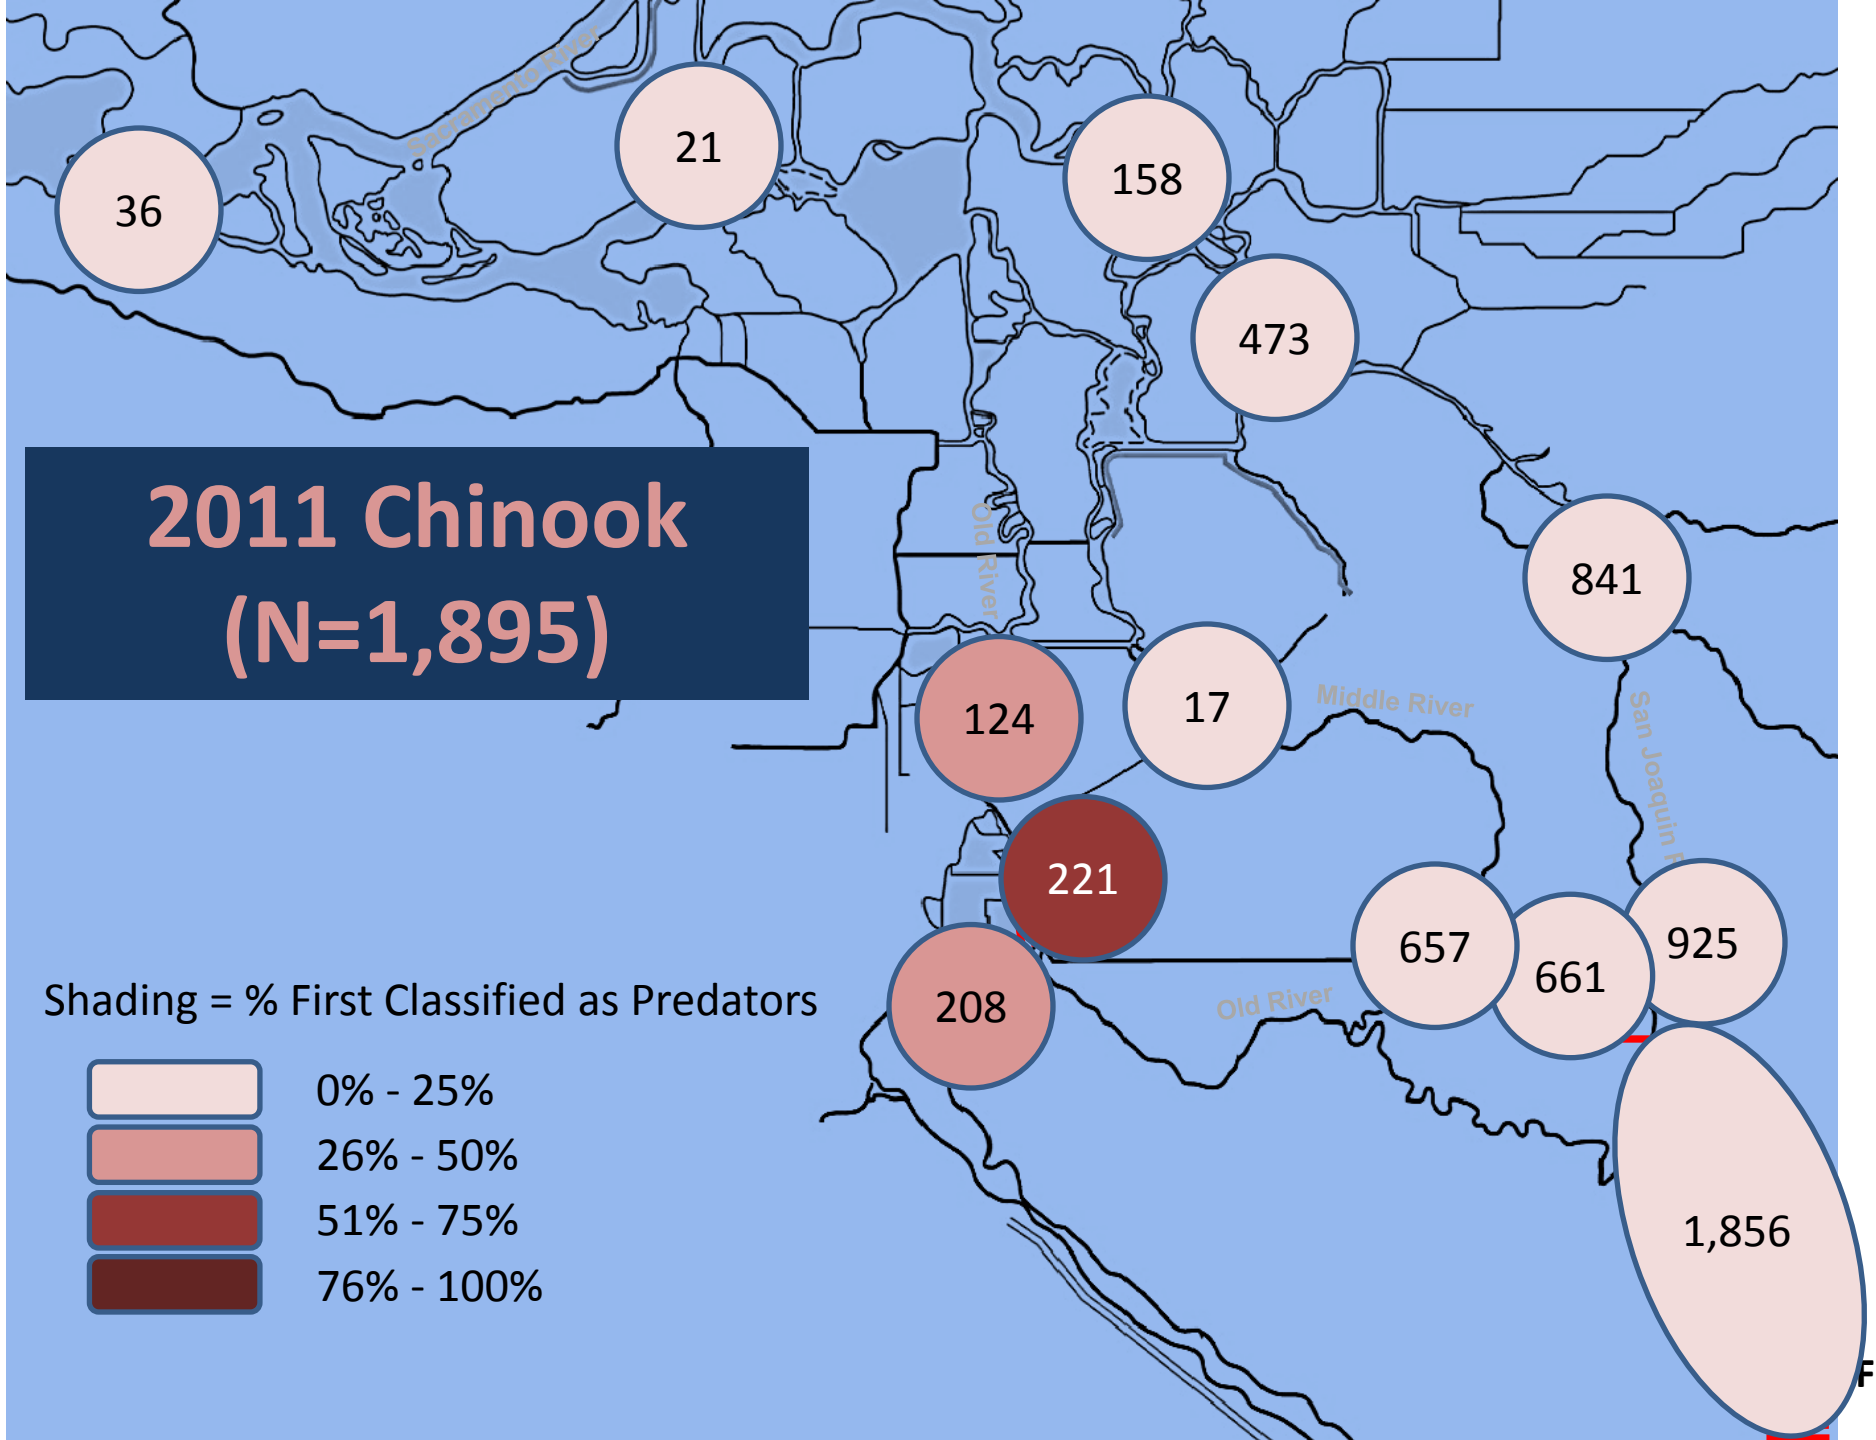 Sacramento River
21
158
36
473
2011 Chinook
(N=1,895)
Old River
841
124
17
Middle River
San Joaquin R
221
657
661
925
208
Old River
Shading = % First Classified as Predators
0% - 25%
26% - 50%
51% - 75%
76% - 100%
1,856
F